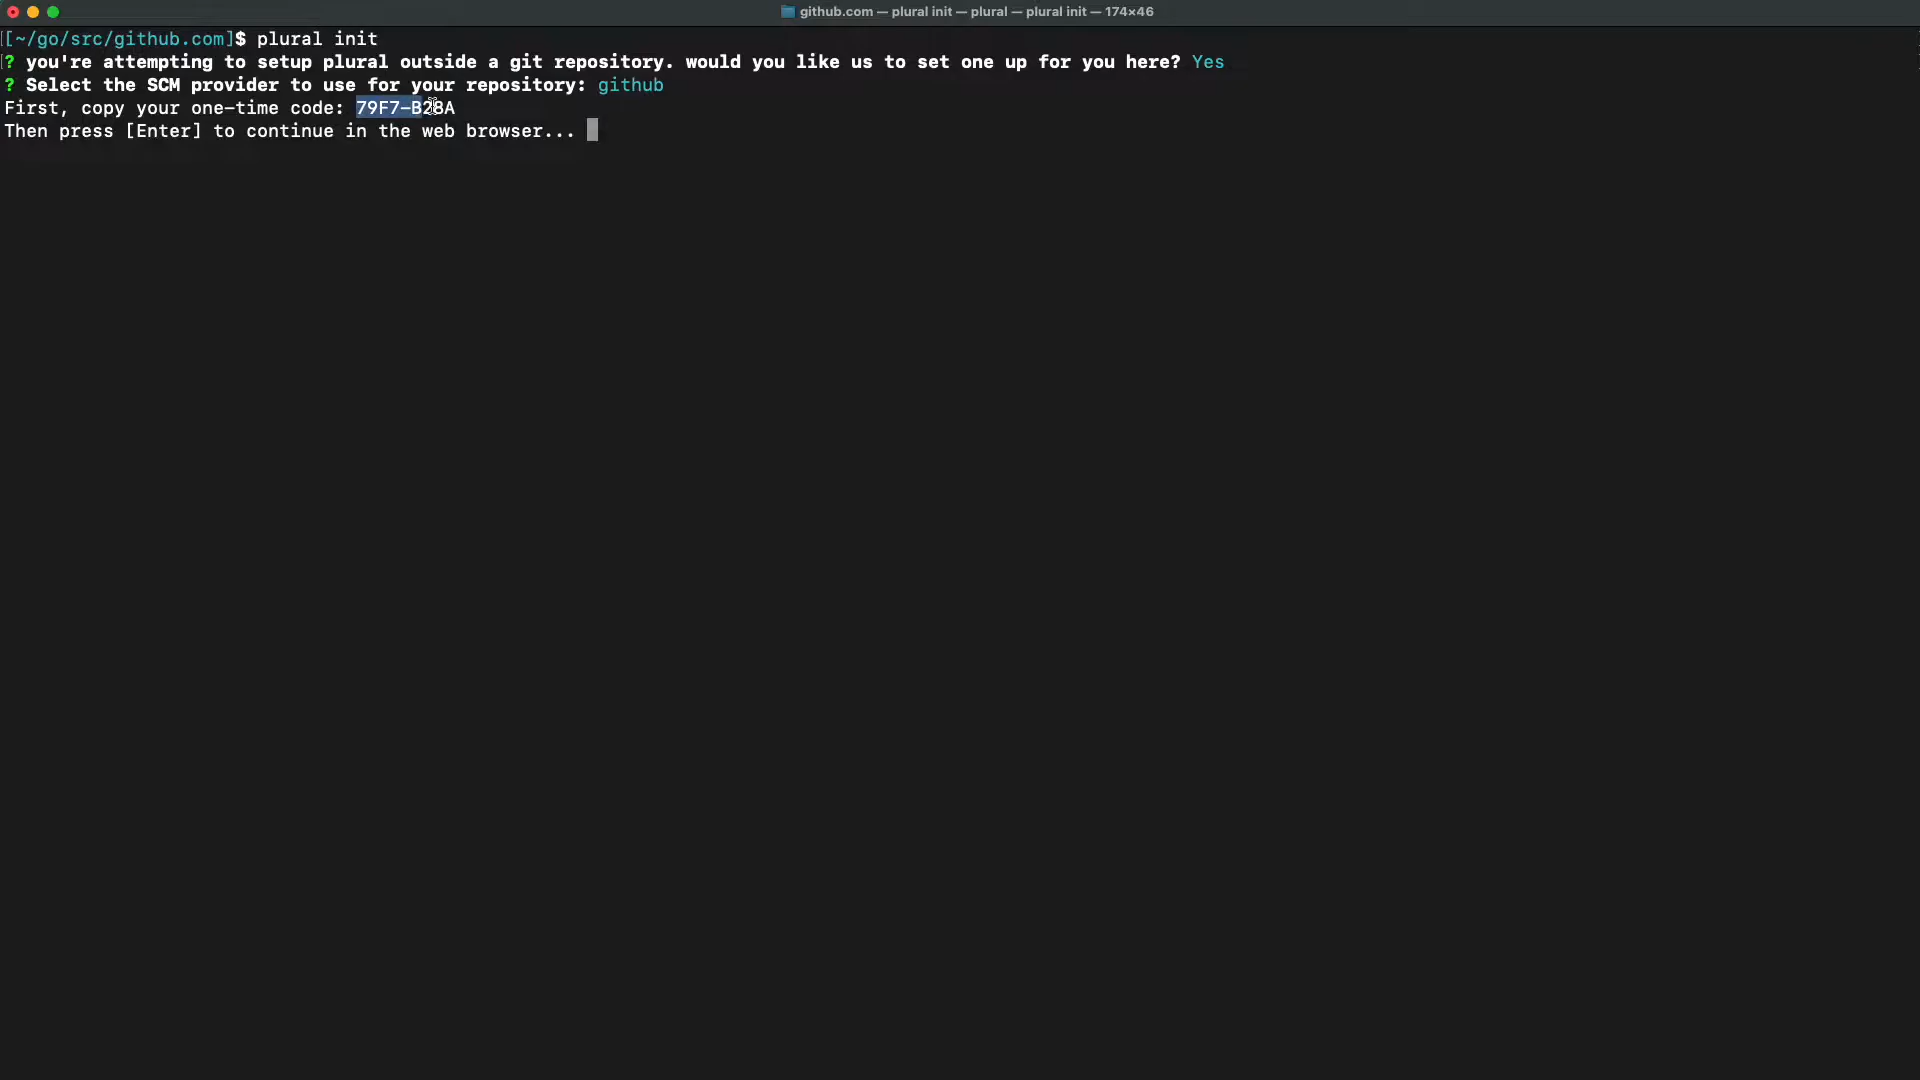 github.com — plural init — plural — plural init — 174×46
[[~/go/src/github.com]$ plural init
[? you're attempting to setup plural outside a git repository. would you like us to set one up for you here? Yes
? Select the SCM provider to use for your repository: github
First, copy your one-time code: 79F7-B28A
Then press [Enter] to continue in the web browser...